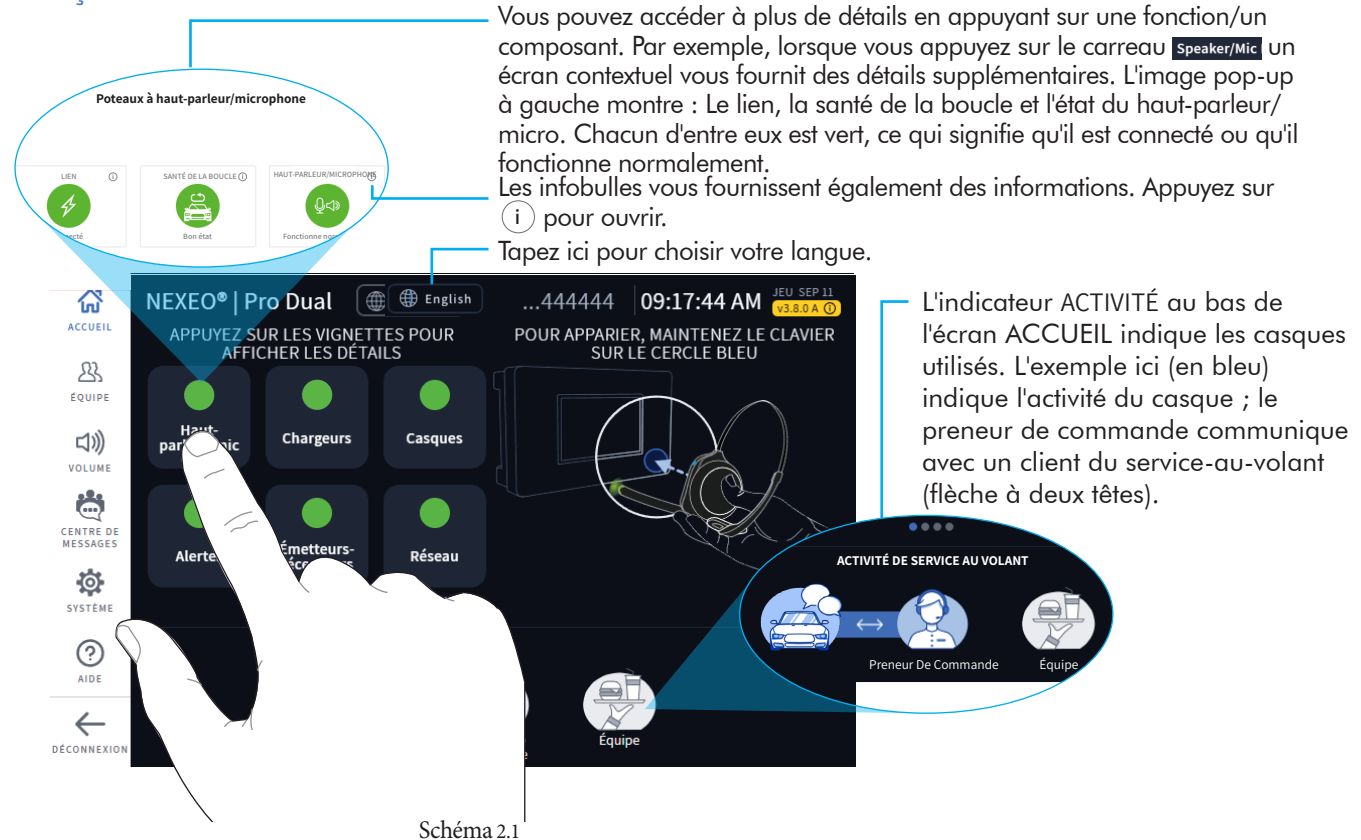 Vous pouvez accéder à plus de détails en appuyant sur une fonction/un
composant. Par exemple, lorsque vous appuyez sur le carreau Speaker/Mic un
écran contextuel vous fournit des détails supplémentaires. L'image pop-up
à gauche montre : Le lien, la santé de la boucle et l'état du haut-parleur/
micro. Chacun d'entre eux est vert, ce qui signifie qu'il est connecté ou qu'il
fonctionne normalement.
Les infobulles vous fournissent également des informations. Appuyez sur
i pour ouvrir.
Tapez ici pour choisir votre langue.
Poteaux à haut-parleur/microphone
LIEN
SANTÉ DE LA BOUCLE
HAUT-PARLEUR/MICROPHONE
Bon état
Fonctionne
ACCUEIL
ÉQUIPE
VOLUME
CENTRE DE
MESSAGES
SYSTÈME
AIDE
DÉCONNEXION
NEXEO® | Pro Dual
English
...444444
09:17:44 AM
JEU SEP 11
v3.8.0 A
APPUYEZ SUR LES VIGNETTES POUR
AFFICHER LES DÉTAILS
POUR APPARIER, MAINTENEZ LE CLAVIER
SUR LE CERCLE BLEU
Haut-
Chargeurs
Casques
Émetteurs-
Réseau
Équipe
L'indicateur ACTIVITÉ au bas de
l'écran ACCUEIL indique les casques
utilisés. L'exemple ici (en bleu)
indique l'activité du casque ; le
preneur de commande communique
avec un client du service-au-volant
(flèche à deux têtes).
ACTIVITÉ DE SERVICE AU VOLANT
Preneur De Commande
Équipe
Schéma 2.1